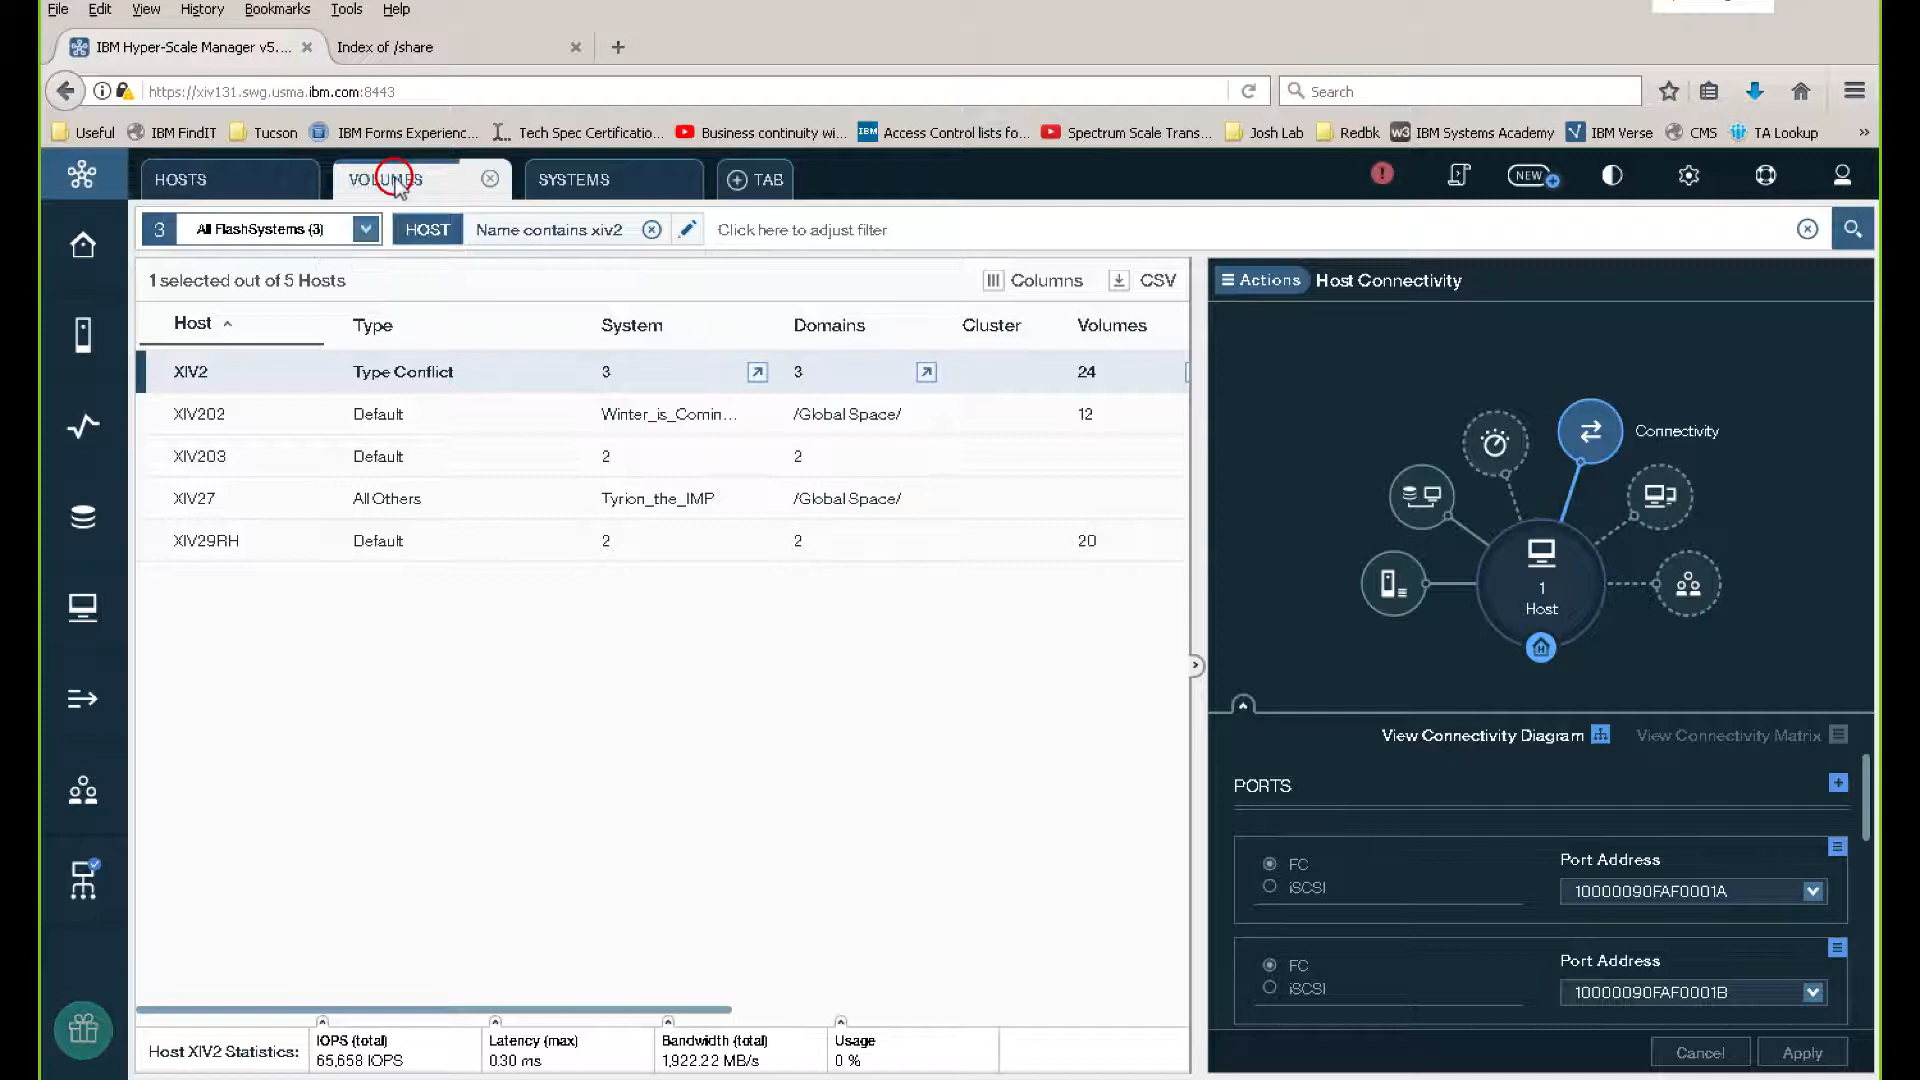 File Edit View History Bookmarks Tools Help
IBM Hyper-Scale Manager v5.... Index of /share
https://xiv131.swg.usma.ibm.com:8443 Search
Useful IBM FindIT Tucson IBM Forms Experienc... Tech Spec Certificatio... Business continuity wi... IBM Access Control lists fo... Spectrum Scale Trans... Josh Lab Redbk w3 IBM Systems Academy IBM Verse CMS TA Lookup »
HOSTS VOLUMES SYSTEMS TAB NEW
3 All FlashSystems (3) HOST Name contains xiv2 Click here to adjust filter
1 selected out of 5 Hosts Columns CSV Actions Host Connectivity
Host Type System Domains Cluster Volumes
XIV2 Type Conflict 3 3 24
XIV202 Default Winter_is_Comin... /Global Space/ 12
XIV203 Default 2 2
XIV27 All Others Tyrion_the_IMP /Global Space/
XIV29RH Default 2 2 20
Connectivity
1
Host
H
View Connectivity Diagram View Connectivity Matrix
PORTS
FC
iSCSI
Port Address
10000090FAF0001A
FC
iSCSI
Port Address
10000090FAF0001B
Host XIV2 Statistics: IOPS (total) Latency (max) Bandwidth (total) Usage
65,658 IOPS 0.30 ms 1,922.22 MB/s 0 %
Cancel Apply